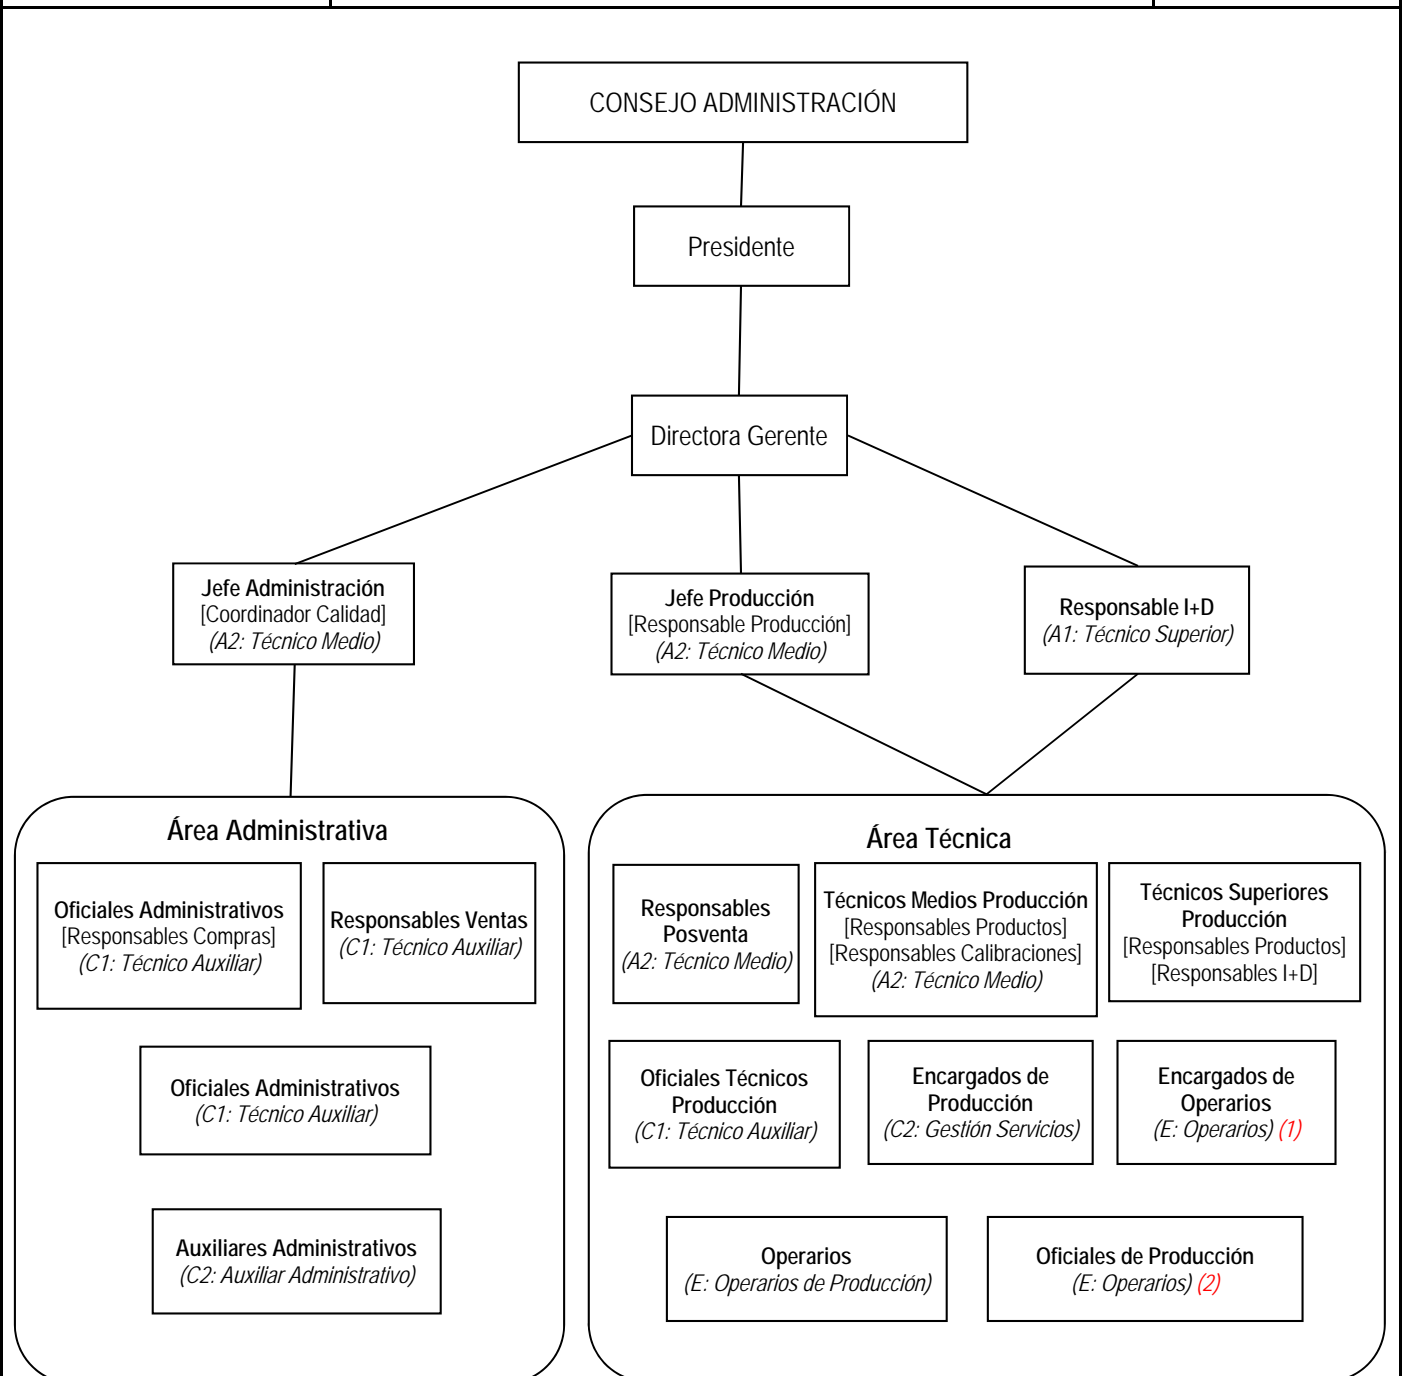 CONSEJO ADMINISTRACIÓN
Presidente
Directora Gerente
Jefe Administración
[Coordinador Calidad]
(A2: Técnico Medio)
Jefe Producción
[Responsable Producción]
(A2: Técnico Medio)
Responsable I+D
(A1: Técnico Superior)
Área Administrativa
Oficiales Administrativos
[Responsables Compras]
(C1: Técnico Auxiliar)
Responsables Ventas
(C1: Técnico Auxiliar)
Oficiales Administrativos
(C1: Técnico Auxiliar)
Auxiliares Administrativos
(C2: Auxiliar Administrativo)
Área Técnica
Responsables
Posventa
(A2: Técnico Medio)
Técnicos Medios Producción
[Responsables Productos]
[Responsables Calibraciones]
(A2: Técnico Medio)
Técnicos Superiores
Producción
[Responsables Productos]
[Responsables I+D]
Oficiales Técnicos
Producción
(C1: Técnico Auxiliar)
Encargados de
Producción
(C2: Gestión Servicios)
Encargados de
Operarios
(E: Operarios) (1)
Operarios
(E: Operarios de Producción)
Oficiales de Producción
(E: Operarios) (2)